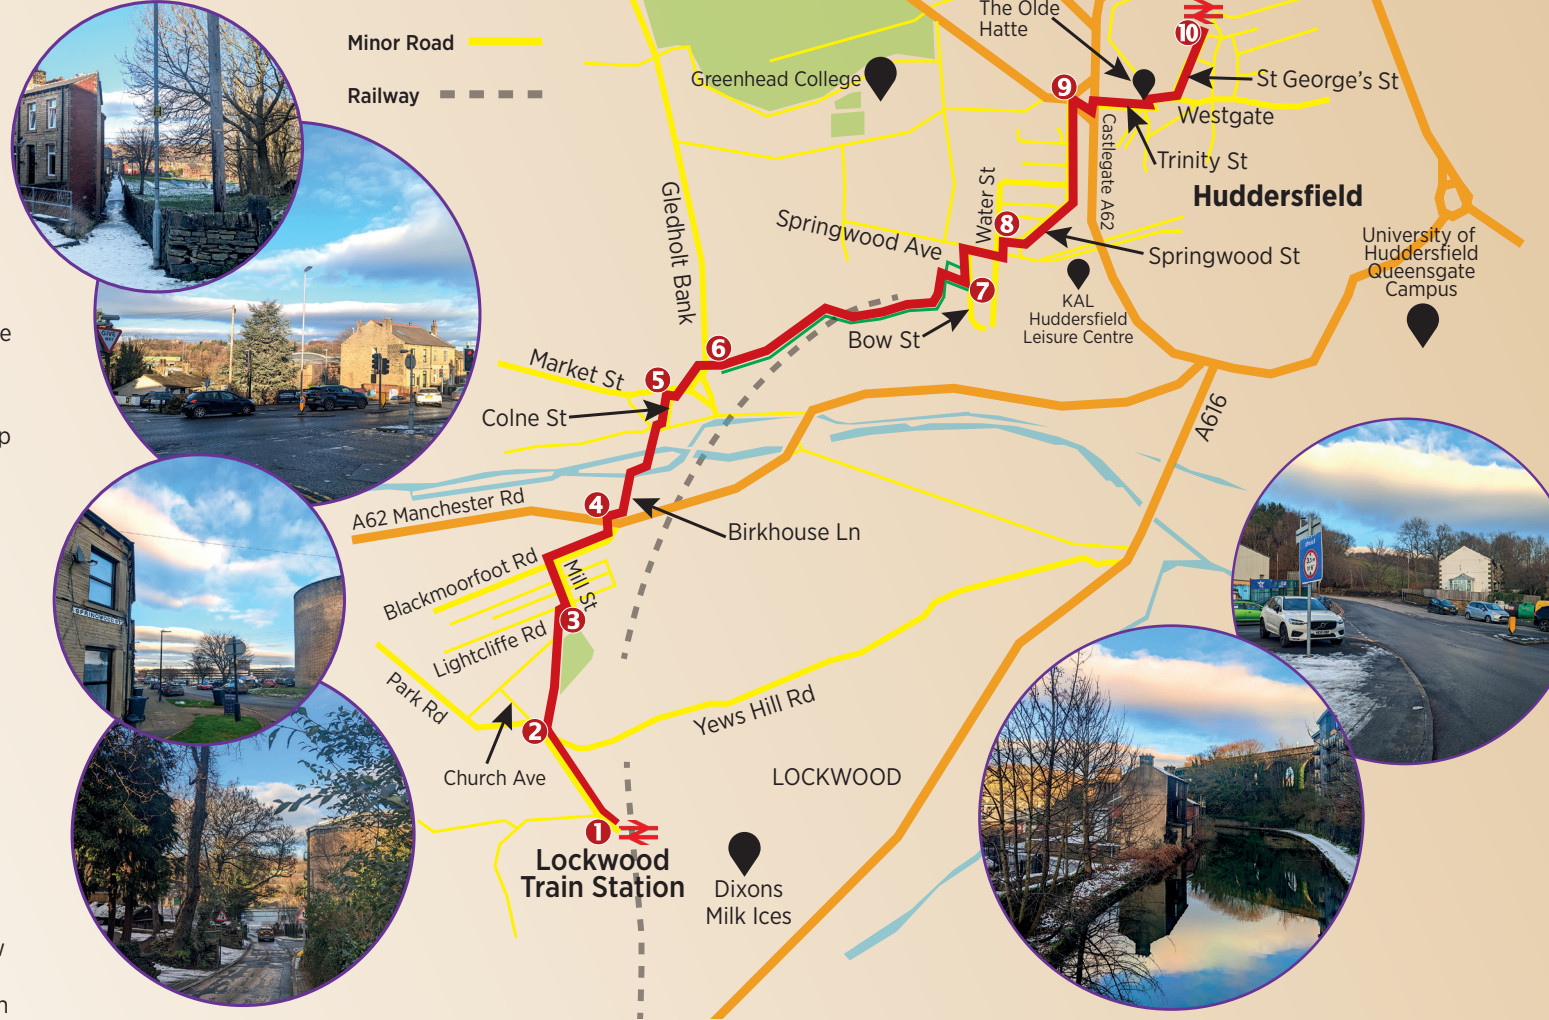 Minor Road
Railway
The Olde
Hatte
10
Greenhead College
9
St George's St
Westgate
Castlegate A62
Trinity St
Huddersfield
Gledholt Bank
Water St
Springwood Ave
8
Springwood St
University of
Huddersfield
Queensgate
Campus
7
KAL
Huddersfield
Leisure Centre
Bow St
6
Market St
5
Colne St
A616
4
A62 Manchester Rd
Birkhouse Ln
Blackmoorfoot Rd
Mill St
3
Lightcliffe Rd
Park Rd
2
Yews Hill Rd
Church Ave
LOCKWOOD
1
Lockwood
Train Station
Dixons
Milk Ices
GIVE
WAY
SPRINGWOOD ST
e
p
n